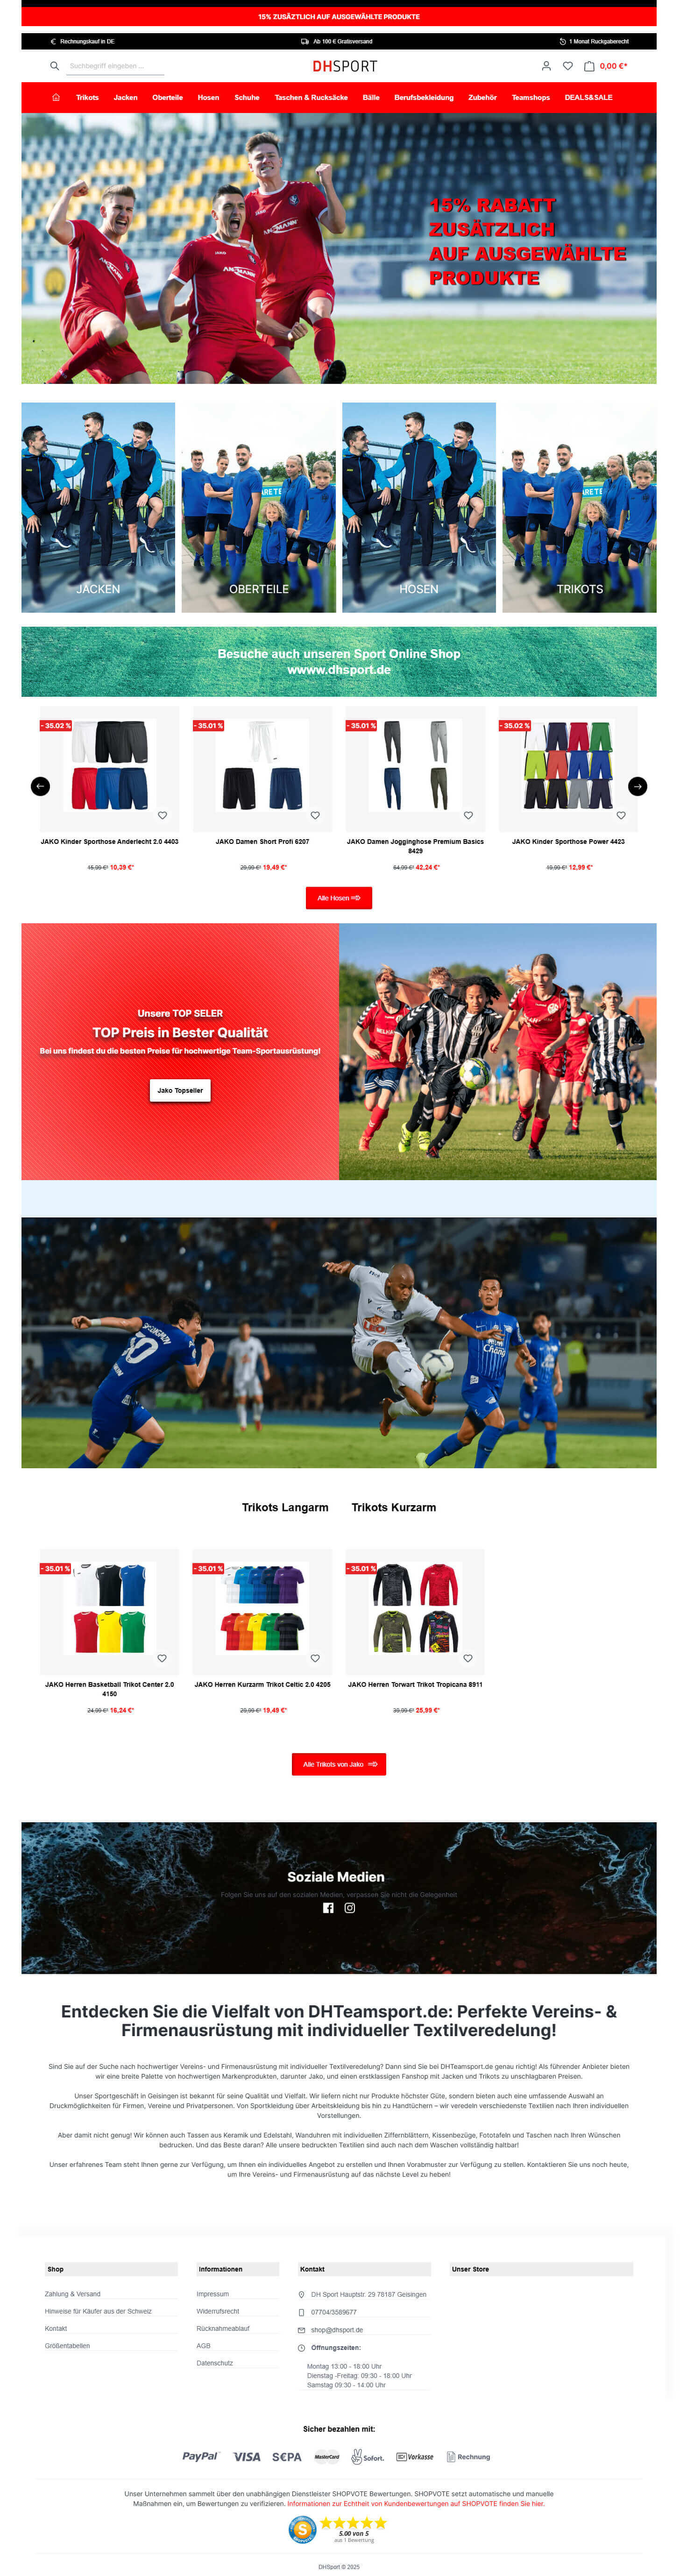 15% ZUSÄZTLICH AUF AUSGEWÄHLTE PRODUKTE
Rechnungskauf in DE
Ab 100 € Gratisversand
1 Monat Rückgaberecht
Suchbegriff eingeben ...
DHSPORT
0,00 €*
Trikots Jacken Oberteile Hosen Schuhe Taschen & Rucksäcke Bälle Berufsbekleidung Zubehör Teamshops DEALS&SALE
15% RABATT
ZUSÄTZLICH
AUF AUSGEWÄHLTE
PRODUKTE
JACKEN
OBERTEILE
HOSEN
TRIKOTS
Besuche auch unseren Sport Online Shop
wwww.dhsport.de
- 35.02 %
- 35.01 %
- 35.01 %
- 35.02 %
JAKO Kinder Sporthose Anderlecht 2.0 4403
15,99 €* 10,39 €*
JAKO Damen Short Profi 6207
29,99 €* 19,49 €*
JAKO Damen Jogginghose Premium Basics
8429
64,99 €* 42,24 €*
JAKO Kinder Sporthose Power 4423
19,99 €* 12,99 €*
Alle Hosen
Unsere TOP SELER
TOP Preis in Bester Qualität
Bei uns findest du die besten Preise für hochwertige Team-Sportausrüstung!
Jako Topseller
Trikots Langarm
Trikots Kurzarm
- 35.01 %
- 35.01 %
- 35.01 %
JAKO Herren Basketball Trikot Center 2.0
4150
24,99 €* 16,24 €*
JAKO Herren Kurzarm Trikot Celtic 2.0 4205
29,99 €* 19,49 €*
JAKO Herren Torwart Trikot Tropicana 8911
39,99 €* 25,99 €*
Alle Trikots von Jako
Soziale Medien
Folgen Sie uns auf den sozialen Medien, verpassen Sie nicht die Gelegenheit
Entdecken Sie die Vielfalt von DHTeamsport.de: Perfekte Vereins- &
Firmenausrüstung mit individueller Textilveredelung!
Sind Sie auf der Suche nach hochwertiger Vereins- und Firmenausrüstung mit individueller Textilveredelung? Dann sind Sie bei DHTeamsport.de genau richtig! Als führender Anbieter bieten
wir eine breite Palette von hochwertigen Markenprodukten, darunter Jako, und einen erstklassigen Fanshop mit Jacken und Trikots zu unschlagbaren Preisen.
Unser Sportgeschäft in Geisingen ist bekannt für seine Qualität und Vielfalt. Wir liefern nicht nur Produkte höchster Güte, sondern bieten auch eine umfassende Auswahl an
Druckmöglichkeiten für Firmen, Vereine und Privatpersonen. Von Sportkleidung über Arbeitskleidung bis hin zu Handtüchern – wir veredeln verschiedenste Textilien nach Ihren individuellen
Vorstellungen.
Aber damit nicht genug! Wir können auch Tassen aus Keramik und Edelstahl, Wanduhren mit individuellen Ziffernblättern, Kissenbezüge, Fototafeln und Taschen nach Ihren Wünschen
bedrucken. Und das Beste daran? Alle unsere bedruckten Textilien sind auch nach dem Waschen vollständig haltbar!
Unser erfahrenes Team steht Ihnen gerne zur Verfügung, um Ihnen ein individuelles Angebot zu erstellen und Ihnen Vorabmuster zur Verfügung zu stellen. Kontaktieren Sie uns noch heute,
um Ihre Vereins- und Firmenausrüstung auf das nächste Level zu heben!
Shop
Zahlung & Versand
Hinweise für Käufer aus der Schweiz
Kontakt
Größentabellen
Informationen
Impressum
Widerrufsrecht
Rücknahmeablauf
AGB
Datenschutz
Kontakt
DH Sport Hauptstr. 29 78187 Geisingen
07704/3589677
shop@dhsport.de
Öffnungszeiten:
Montag 13:00 - 16:00 Uhr
Dienstag -Freitag: 09:30 - 18:00 Uhr
Samstag 09:30 - 14:00 Uhr
Unser Store
Sicher bezahlen mit:
PayPal VISA SEPA MasterCard Sofort. Vorkasse Rechnung
Unser Unternehmen sammelt über den unabhängigen Dienstleister SHOPVOTE Bewertungen. SHOPVOTE setzt automatische und manuelle
Maßnahmen ein, um Bewertungen zu verifizieren. Informationen zur Echtheit von Kundenbewertungen auf SHOPVOTE finden Sie hier.
5.00 von 5
aus 1 Bewertung
DHSport © 2025